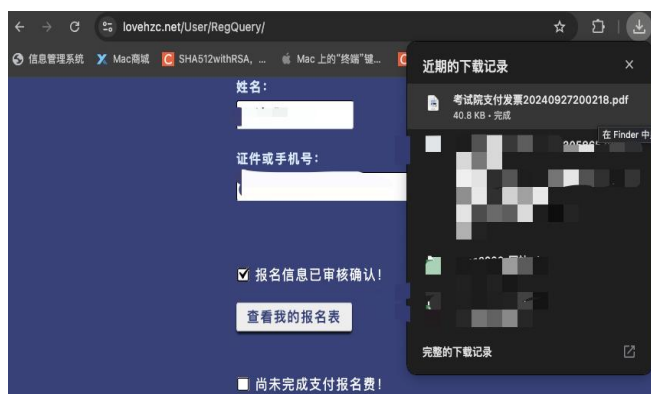 lovehzc.net/User/RegQuery/
信息管理系统 Mac商城 SHA512withRSA, ... Mac 上的"终端"键...
近期的下载记录
考试院支付发票20240927200218.pdf
40.8 KB • 完成
在 Finder 中
姓名：
证件或手机号：
报名信息已审核确认！
查看我的报名表
完整的下载记录
尚未完成支付报名费！